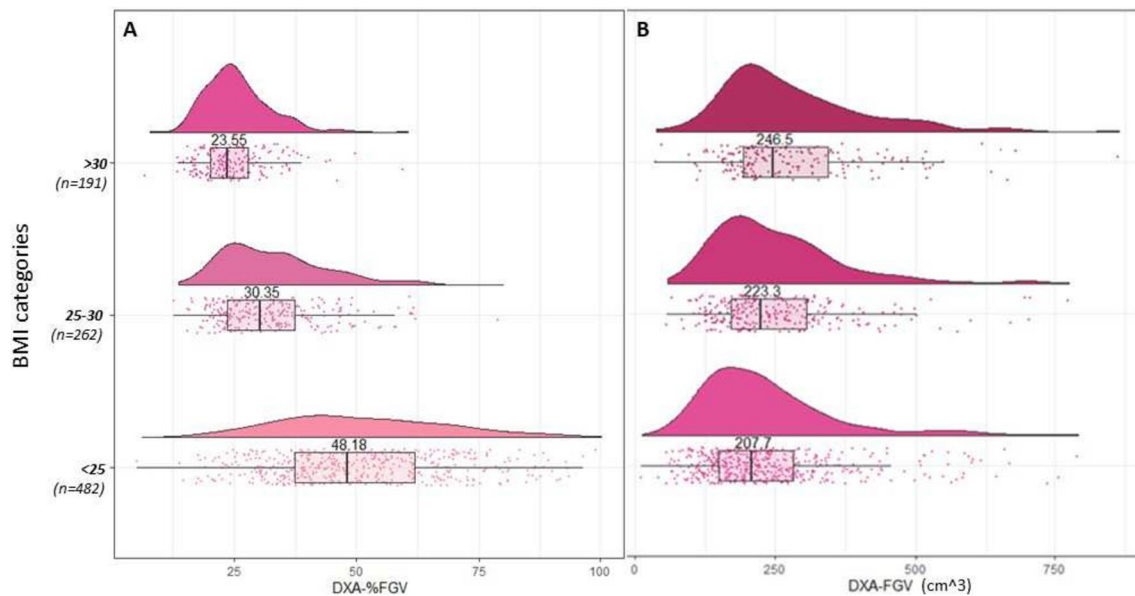 A
B
BMI categories
>30
(n=191)
25-30
(n=262)
<25
(n=482)
23.55
30.35
48.18
25
50
75
100
DXA-%FGV
246.5
223.3
207.7
0
250
500
750
DXA-FGV (cm^3)